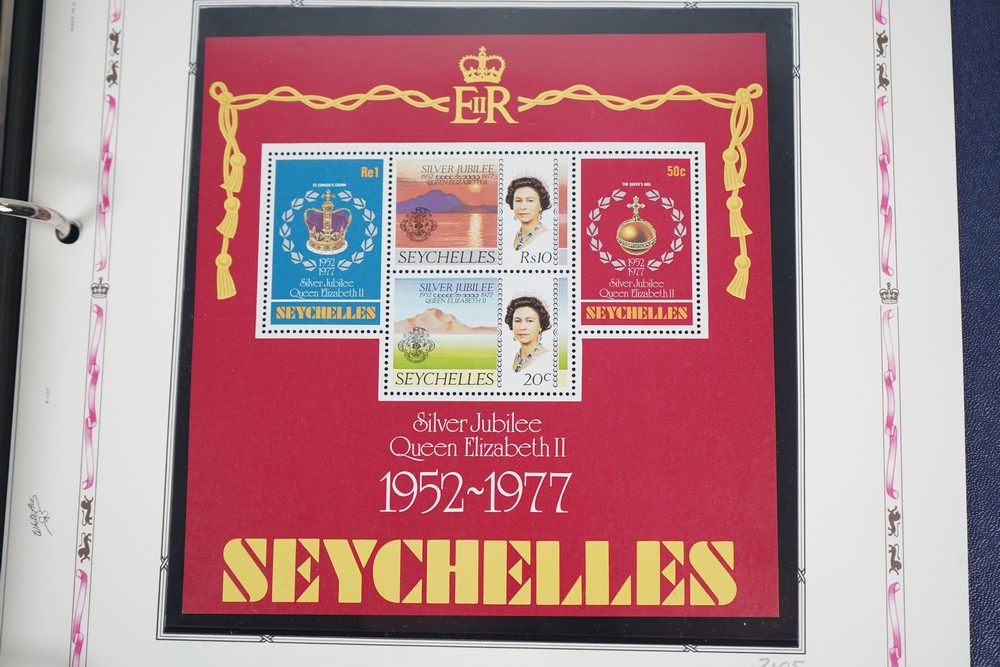 EIIR
Re1
ST. EDWARD'S CROWN
1952
1977
Silver Jubilee
Queen Elizabeth II
SEYCHELLES
SILVER JUBILEE
1952 1977
QUEEN ELIZABETH II
SEYCHELLES
Rs10
50c
THE QUEEN'S ORB
1952
1977
Silver Jubilee
Queen Elizabeth II
SEYCHELLES
SILVER JUBILEE
1952 1977
QUEEN ELIZABETH II
SEYCHELLES
20c
Silver Jubilee
Queen Elizabeth II
1952~1977
SEYCHELLES